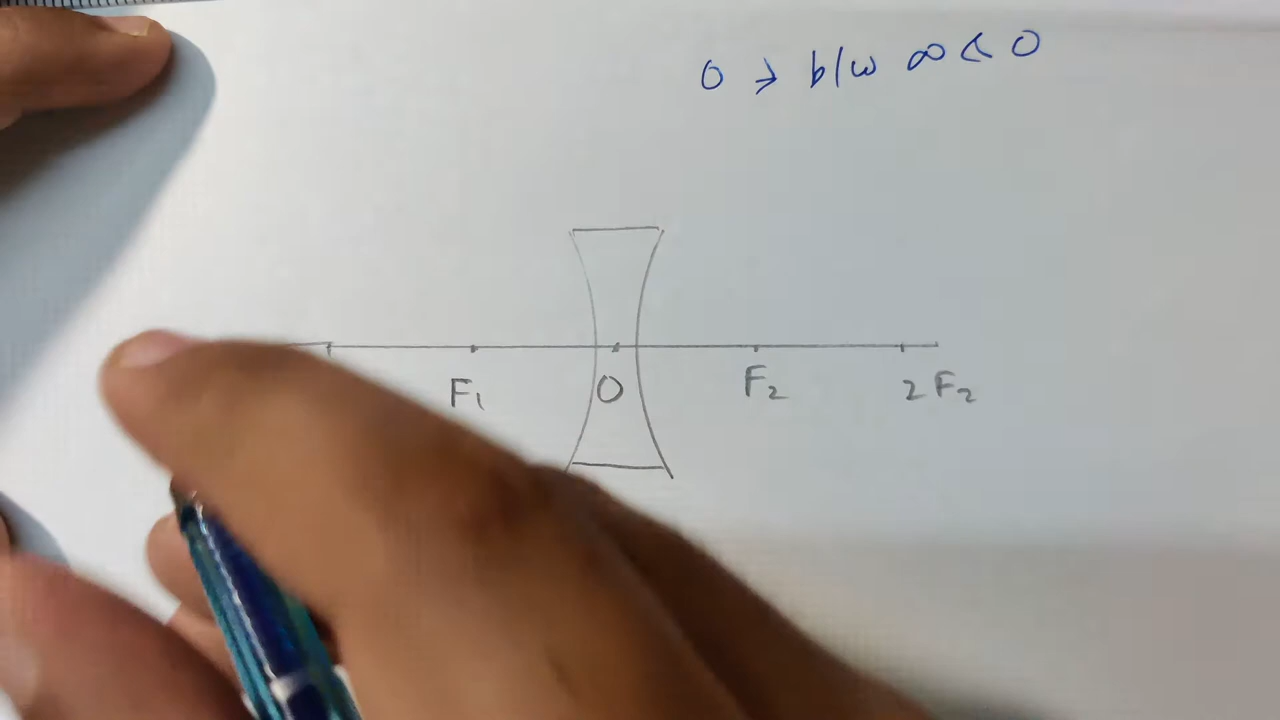 O → b/w ∞ & O
F₁ O F₂ 2F₂